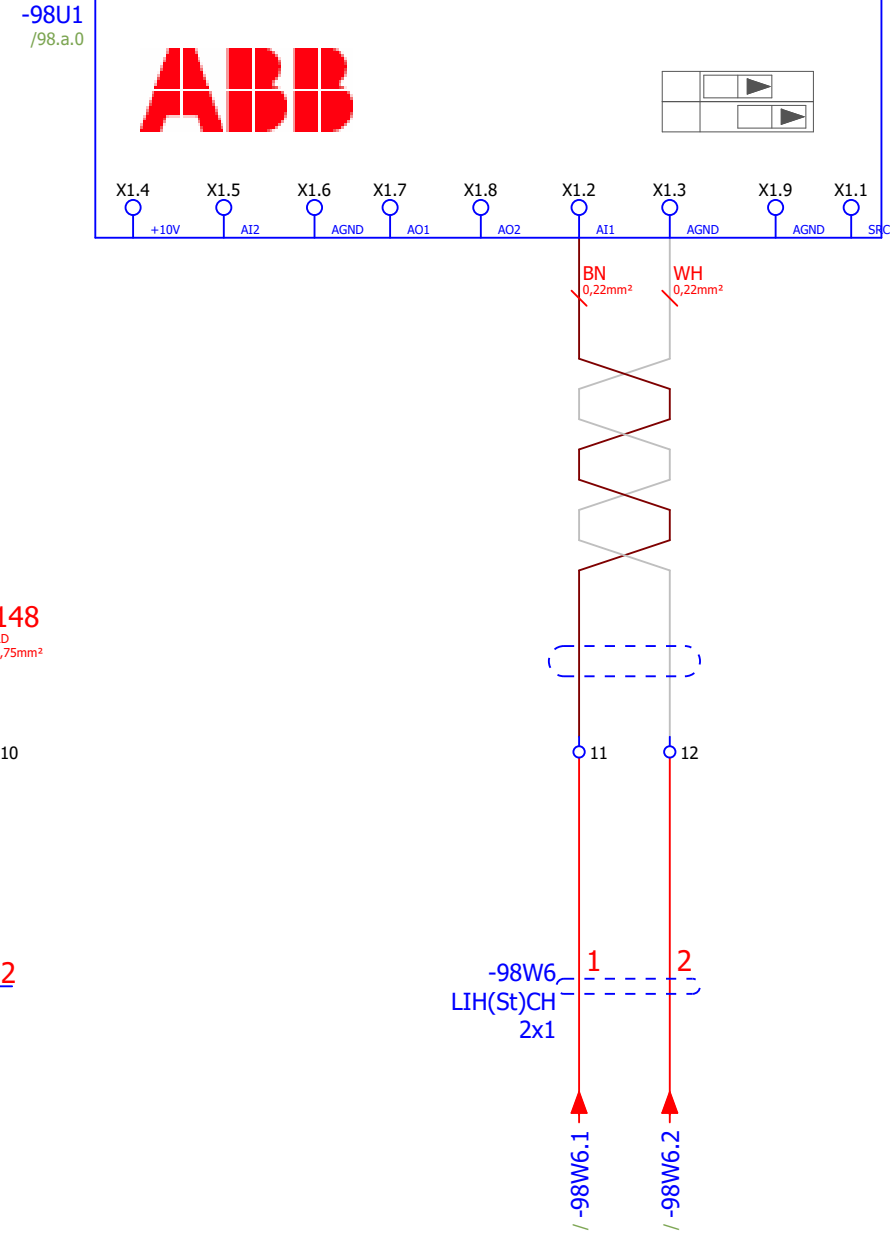 -98U1
/98.a.0
ABB
X1.4
X1.5
X1.6
X1.7
X1.8
X1.2
X1.3
X1.9
X1.1
+10V
AI2
AGND
AO1
AO2
AI1
AGND
AGND
SRC
BN
0,22mm²
WH
0,22mm²
148
D
,75mm²
10
11
12
2
-98W6
LIH(St)CH
2x1
1
2
/ -98W6.1
/ -98W6.2